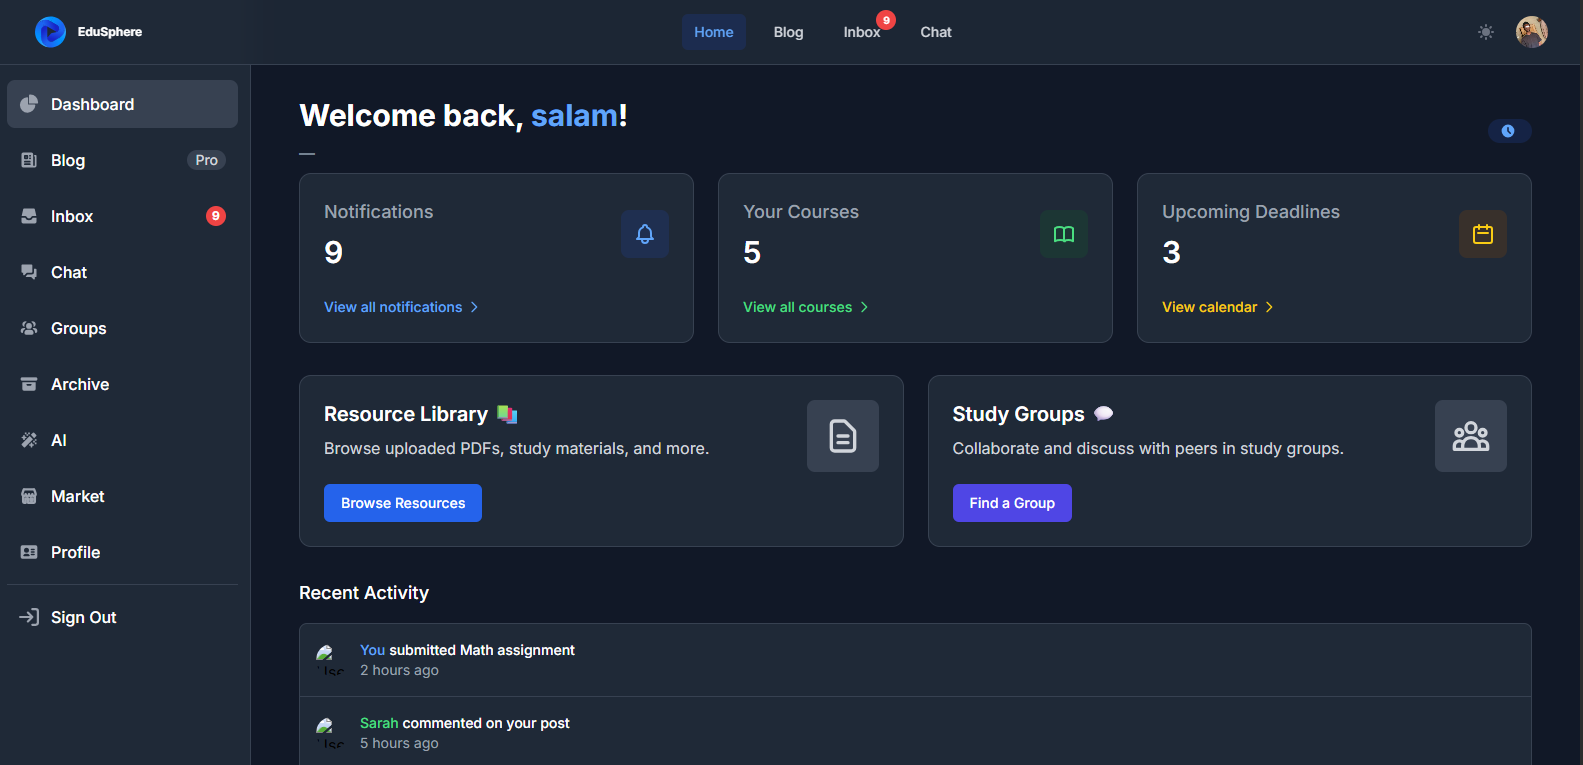 EduSphere
Home
Blog
Inbox
9
Chat
Dashboard
Blog
Pro
Inbox
9
Chat
Groups
Archive
AI
Market
Profile
Sign Out
Welcome back, salam!
Notifications
9
View all notifications
Your Courses
5
View all courses
Upcoming Deadlines
3
View calendar
Resource Library
Browse uploaded PDFs, study materials, and more.
Browse Resources
Study Groups
Collaborate and discuss with peers in study groups.
Find a Group
Recent Activity
You submitted Math assignment
2 hours ago
Sarah commented on your post
5 hours ago